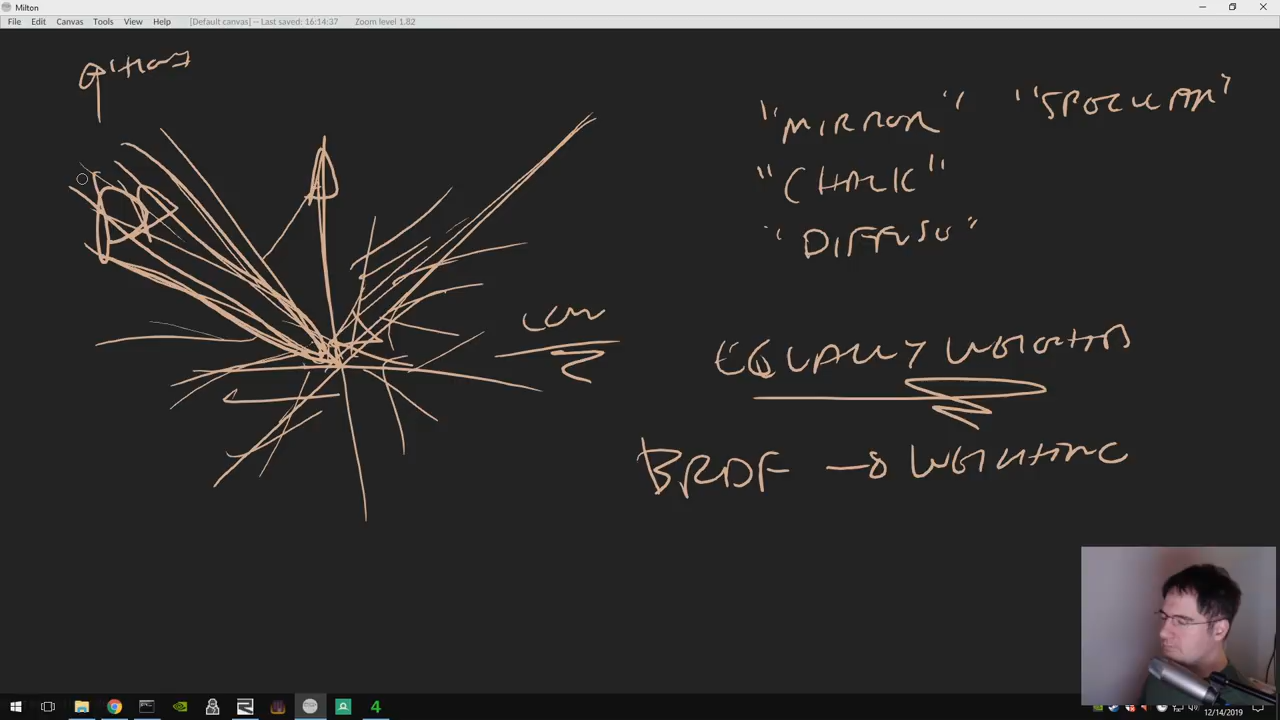 Milton
File Edit Canvas Tools View Help [Default canvas] -- Last saved: 16:14:37 Zoom level 1.82
"MIRROR" "SPECULAR"
"CHALK"
"DIFFUSE"
EQUALLY WEIGHTED
BRDF → WEIGHTING
4
12/14/2019